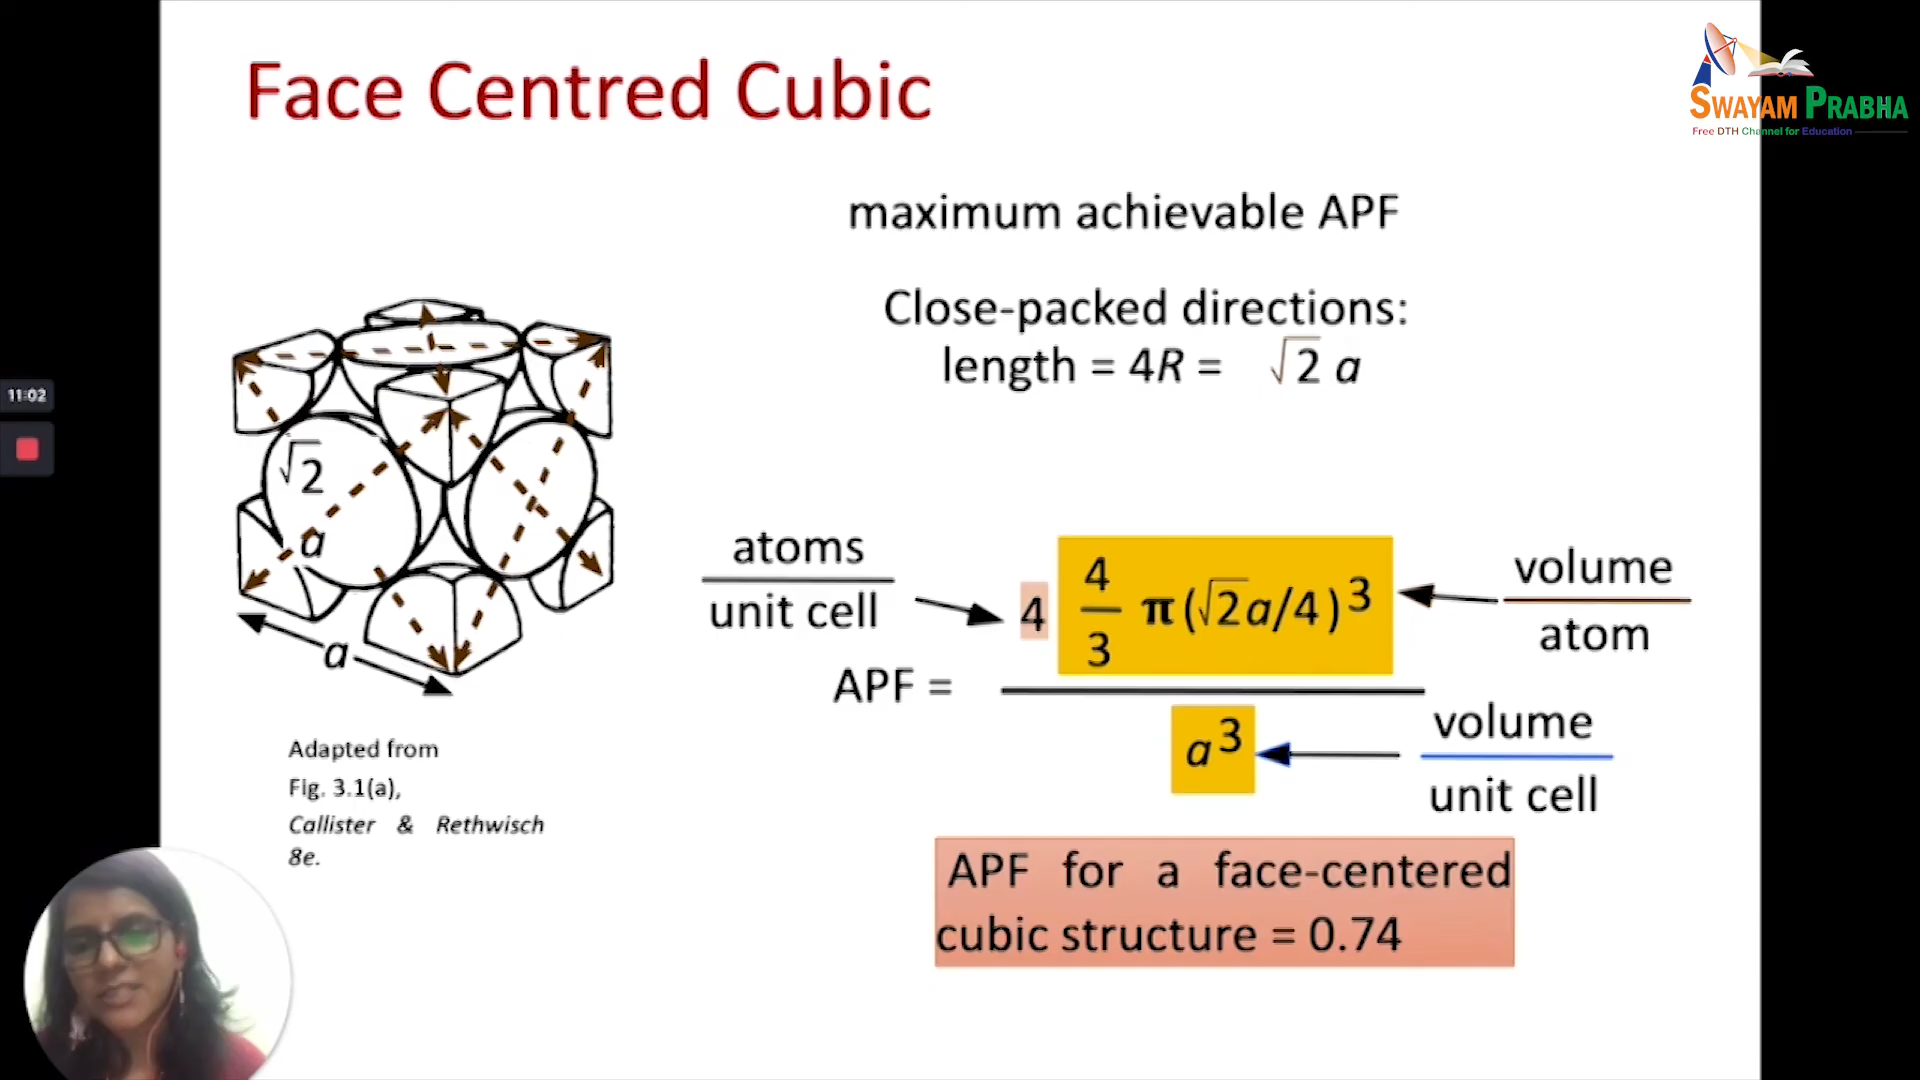 Face Centred Cubic
SWAYAM PRABHA
Free DTH Channel for Education
maximum achievable APF
Close-packed directions:
length = 4R = √2 a
11:02
√2
a
a
atoms
unit cell
4 4/3 π (√2a/4)3
volume
atom
APF =
a3
volume
unit cell
Adapted from
Fig. 3.1(a),
Callister & Rethwisch
8e.
APF for a face-centered
cubic structure = 0.74